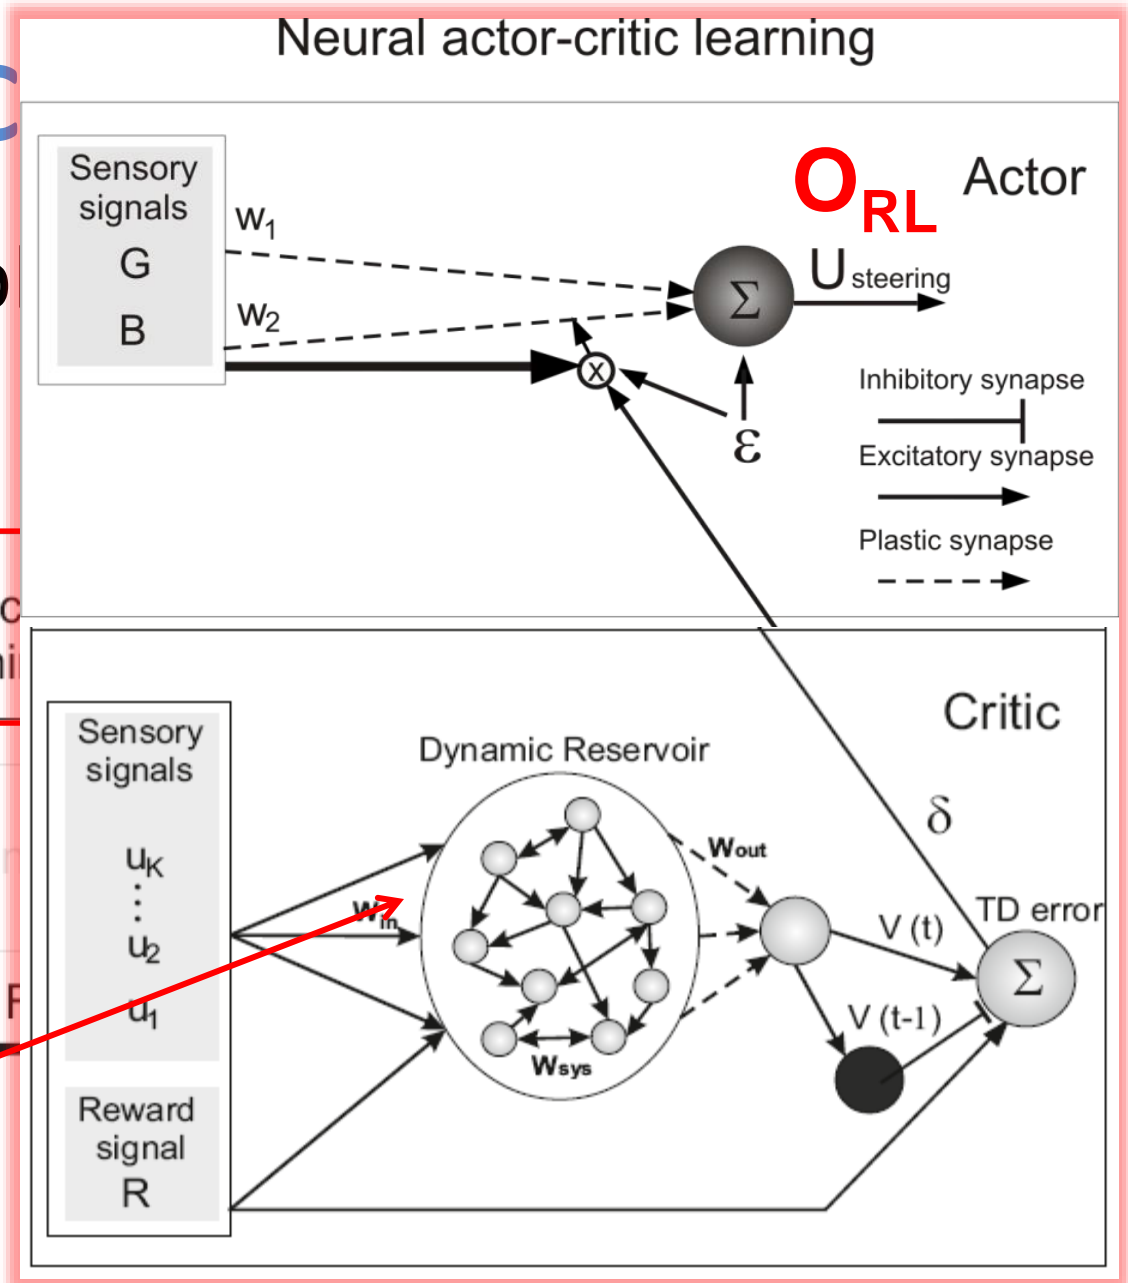 Neural actor-critic learning
Sensory
signals
G
B
w1
w2
ORL
Actor
Σ
U steering
x
ε
Inhibitory synapse
Excitatory synapse
Plastic synapse
Critic
Sensory
signals
uK
⋮
u2
u1
Reward
signal
R
Dynamic Reservoir
Win
Wsys
Wout
V (t)
V (t-1)
δ
TD error
Σ